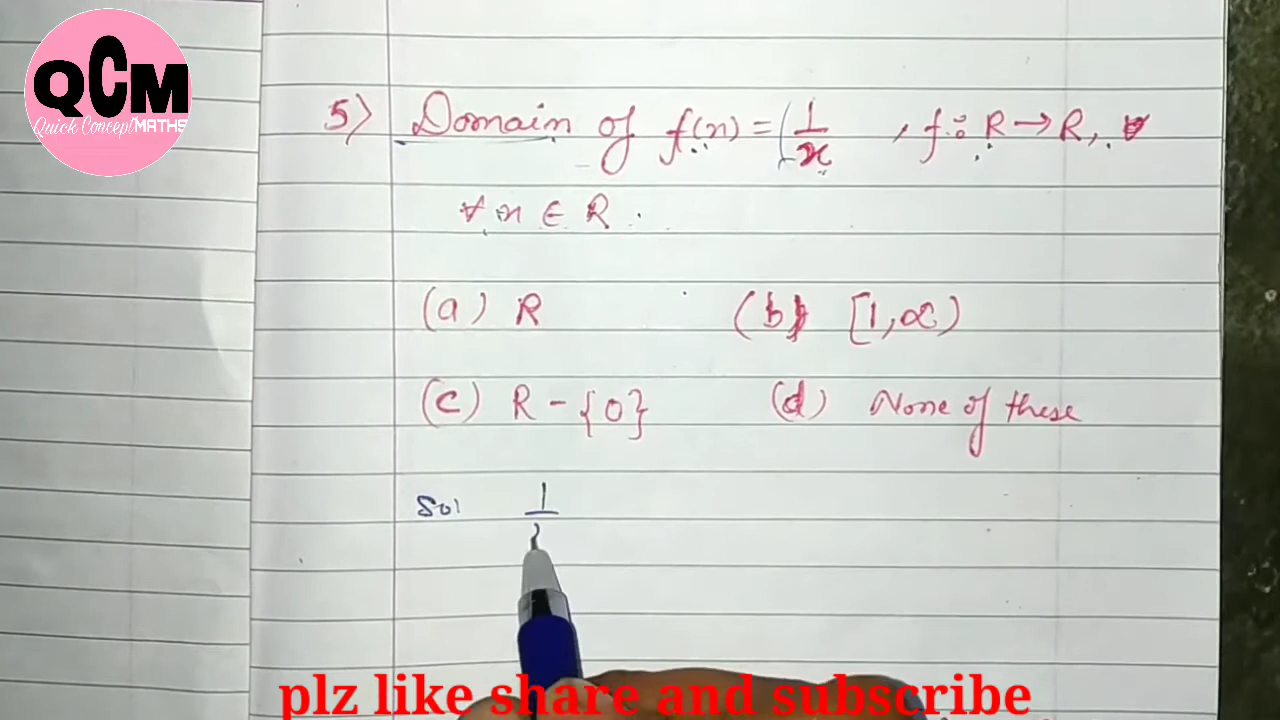 QCM
Quick Concept MATHS
5) Domain of f(x) = 1/x , f: R → R,
∀ x ∈ R.
(a) R (b) [1, ∞)
(c) R - {0} (d) None of these
Sol 1
plz like share and subscribe